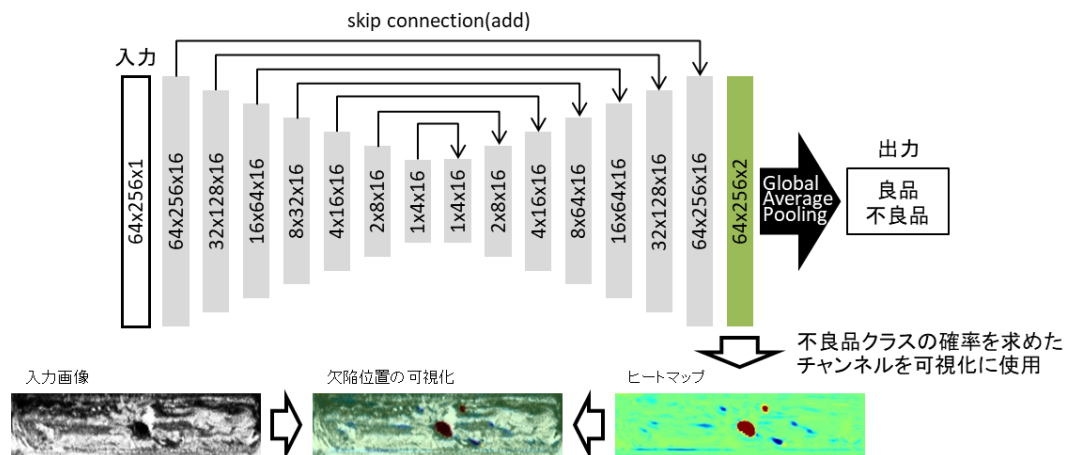 skip connection(add)
入力
64x256x1
64x256x16
32x128x16
16x64x16
8x32x16
4x16x16
2x8x16
1x4x16
1x4x16
2x8x16
4x16x16
8x64x16
16x64x16
32x128x16
64x256x16
64x256x2
Global
Average
Pooling
出力
良品
不良品
不良品クラスの確率を求めた
チャンネルを可視化に使用
入力画像
欠陥位置の可視化
ヒートマップ